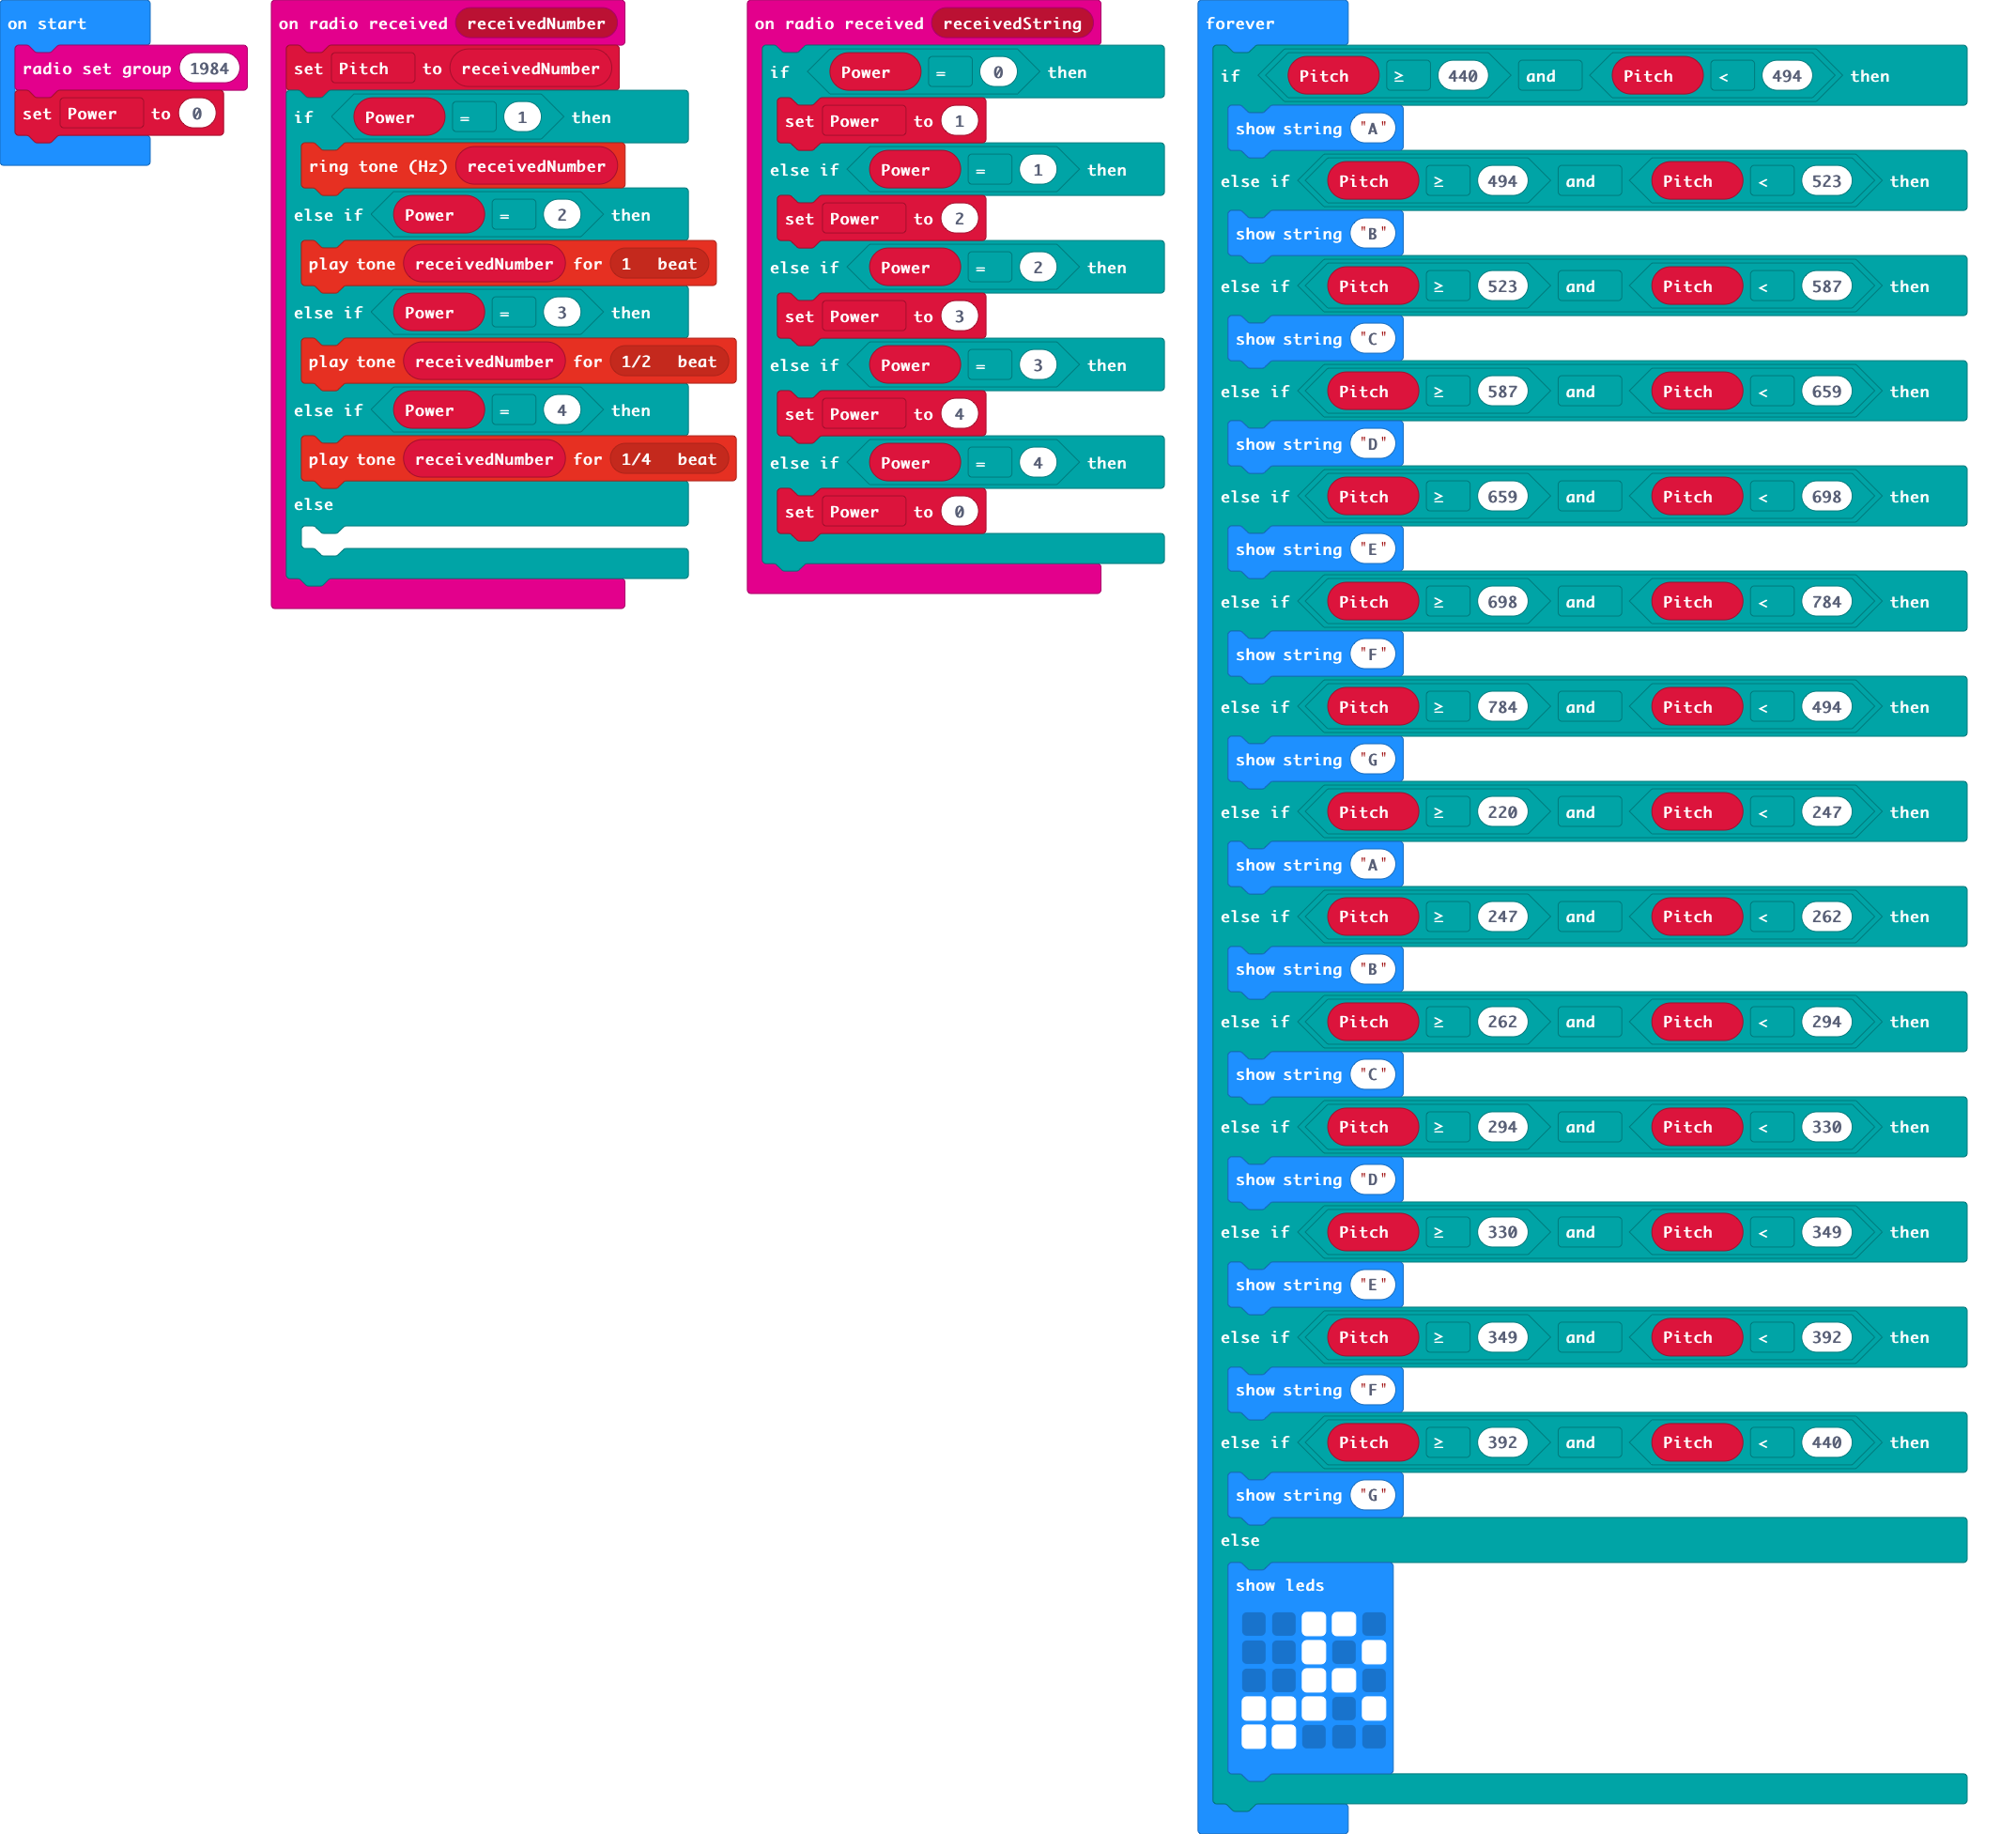 on start
radio set group 1984
set Power to 0
on radio received receivedNumber
set Pitch to receivedNumber
if Power = 1 then
ring tone (Hz) receivedNumber
else if Power = 2 then
play tone receivedNumber for 1 beat
else if Power = 3 then
play tone receivedNumber for 1/2 beat
else if Power = 4 then
play tone receivedNumber for 1/4 beat
else
on radio received receivedString
if Power = 0 then
set Power to 1
else if Power = 1 then
set Power to 2
else if Power = 2 then
set Power to 3
else if Power = 3 then
set Power to 4
else if Power = 4 then
set Power to 0
forever
if Pitch ≥ 440 and Pitch < 494 then
show string "A"
else if Pitch ≥ 494 and Pitch < 523 then
show string "B"
else if Pitch ≥ 523 and Pitch < 587 then
show string "C"
else if Pitch ≥ 587 and Pitch < 659 then
show string "D"
else if Pitch ≥ 659 and Pitch < 698 then
show string "E"
else if Pitch ≥ 698 and Pitch < 784 then
show string "F"
else if Pitch ≥ 784 and Pitch < 494 then
show string "G"
else if Pitch ≥ 220 and Pitch < 247 then
show string "A"
else if Pitch ≥ 247 and Pitch < 262 then
show string "B"
else if Pitch ≥ 262 and Pitch < 294 then
show string "C"
else if Pitch ≥ 294 and Pitch < 330 then
show string "D"
else if Pitch ≥ 330 and Pitch < 349 then
show string "E"
else if Pitch ≥ 349 and Pitch < 392 then
show string "F"
else if Pitch ≥ 392 and Pitch < 440 then
show string "G"
else
show leds